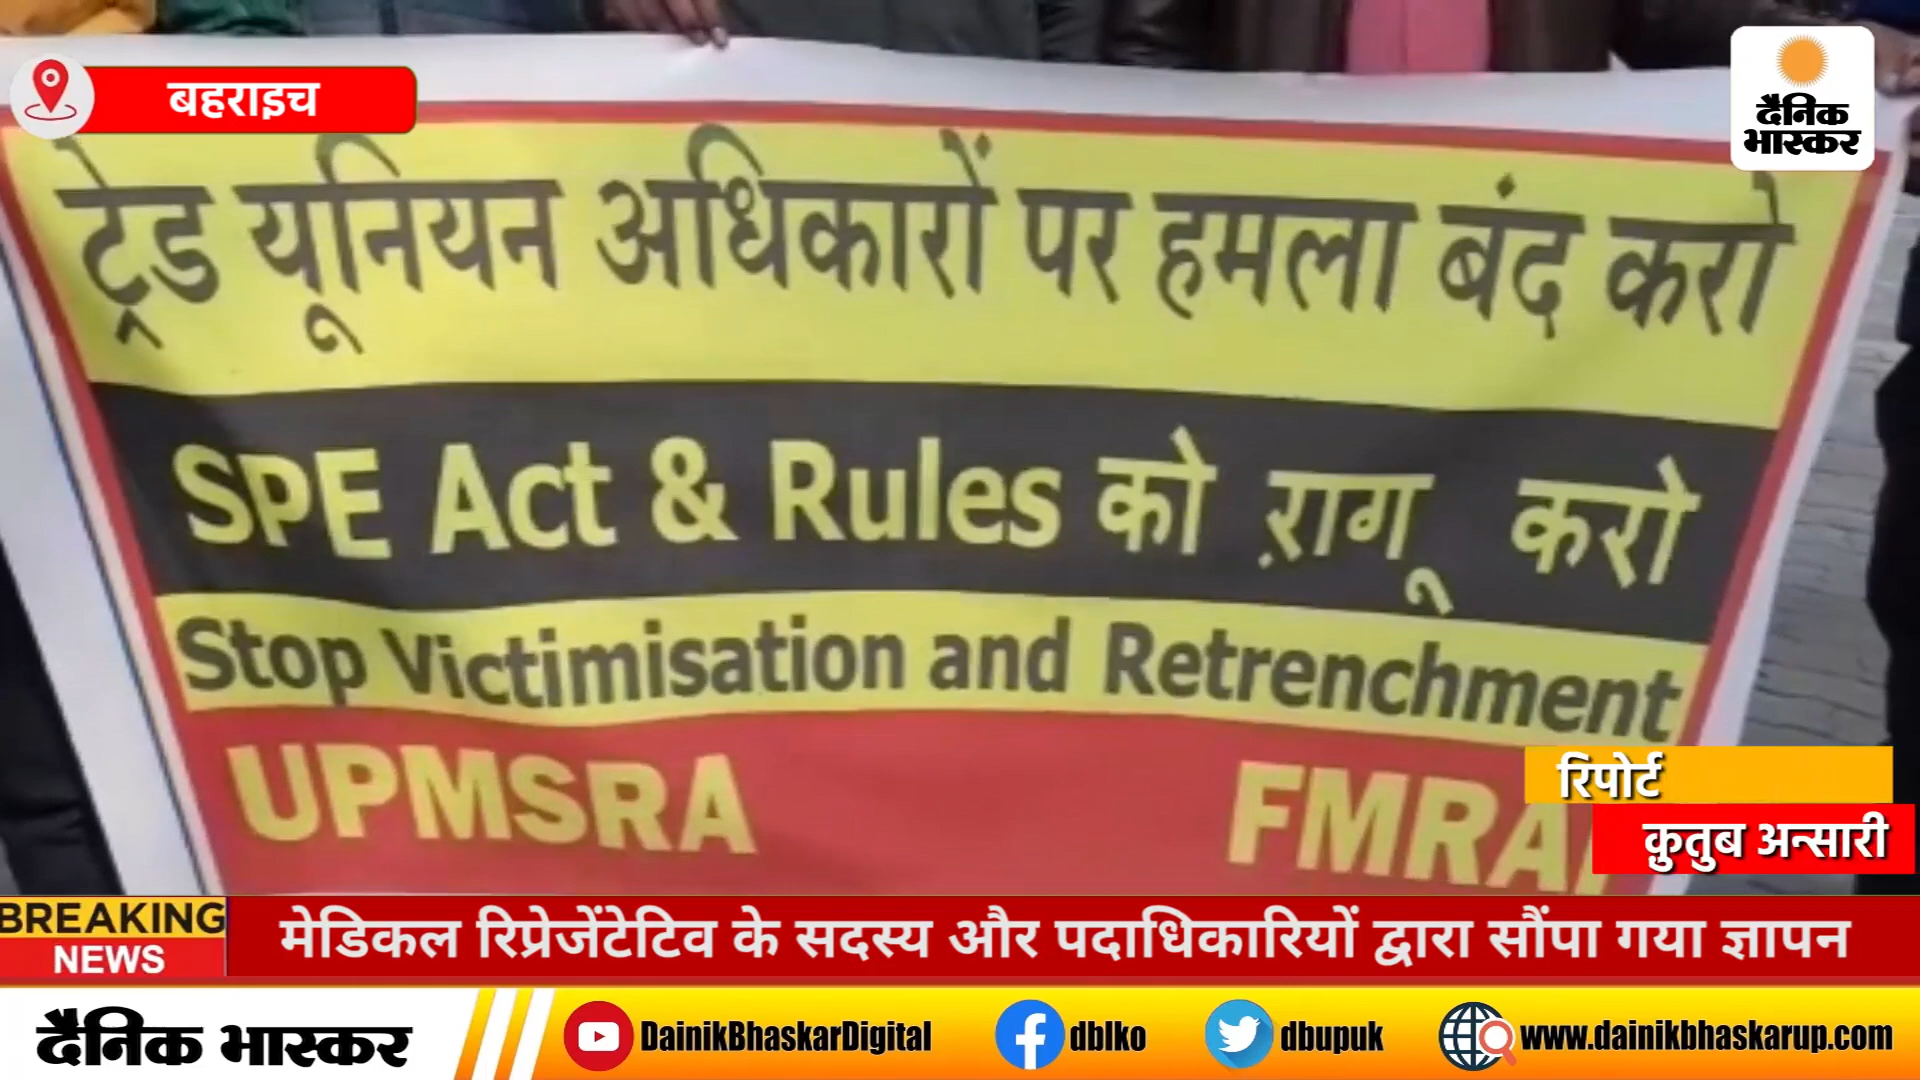 बहराइच
दैनिक
भास्कर
ट्रेड यूनियन अधिकारों पर हमला बंद करो
SPE Act & Rules को ऱागू करो
Stop Victimisation and Retrenchment
UPMSRA FMRAI
रिपोर्ट
क़ुतुब अन्सारी
BREAKING
NEWS
मेडिकल रिप्रेजेंटेटिव के सदस्य और पदाधिकारियों द्वारा सौंपा गया ज्ञापन
दैनिक भास्कर DainikBhaskarDigital dblko dbupuk www.dainikbhaskarup.com